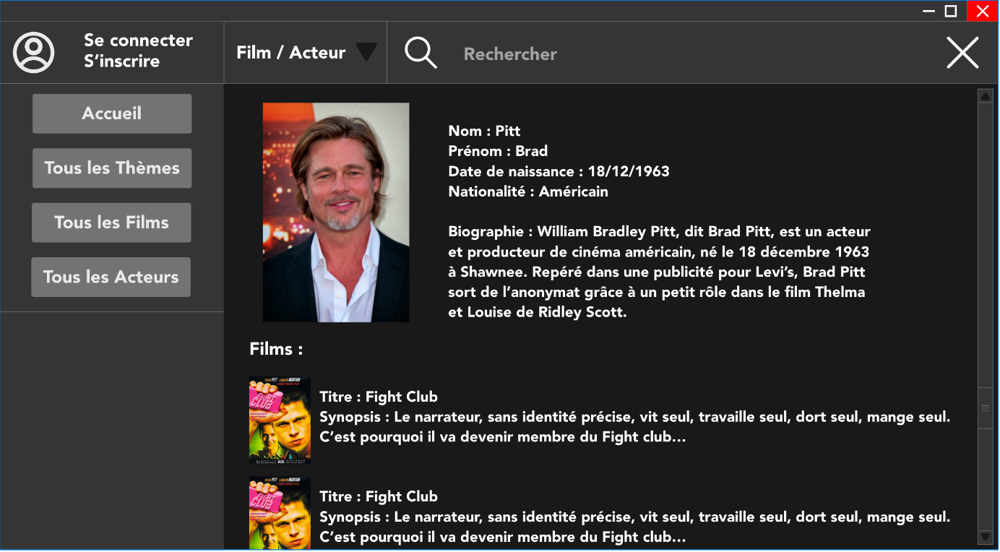 Se connecter
S’inscrire
Film / Acteur
Rechercher
Accueil
Tous les Thèmes
Tous les Films
Tous les Acteurs
Nom : Pitt
Prénom : Brad
Date de naissance : 18/12/1963
Nationalité : Américain
Biographie : William Bradley Pitt, dit Brad Pitt, est un acteur
et producteur de cinéma américain, né le 18 décembre 1963
à Shawnee. Repéré dans une publicité pour Levi’s, Brad Pitt
sort de l’anonymat grâce à un petit rôle dans le film Thelma
et Louise de Ridley Scott.
Films :
FIGHT
CLUB
Titre : Fight Club
Synopsis : Le narrateur, sans identité précise, vit seul, travaille seul, dort seul, mange seul.
C’est pourquoi il va devenir membre du Fight club...
FIGHT
CLUB
Titre : Fight Club
Synopsis : Le narrateur, sans identité précise, vit seul, travaille seul, dort seul, mange seul.
C’est pourquoi il va devenir membre du Fight club...